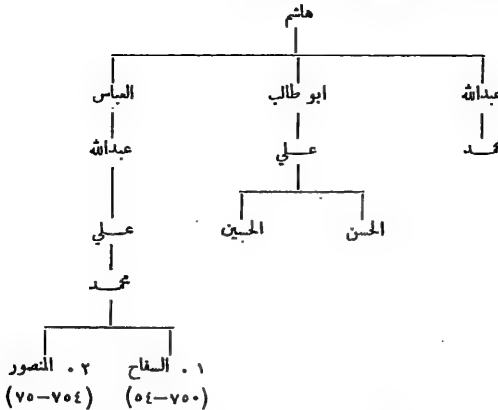 هاشم
عبدالله ابو طالب العباس
محمد علي عبدالله
الحسن الحسين علي
محمد
١ . السفاح ٢ . المنصور
(٧٥٠-٥٤) (٧٥٤-٧٥)